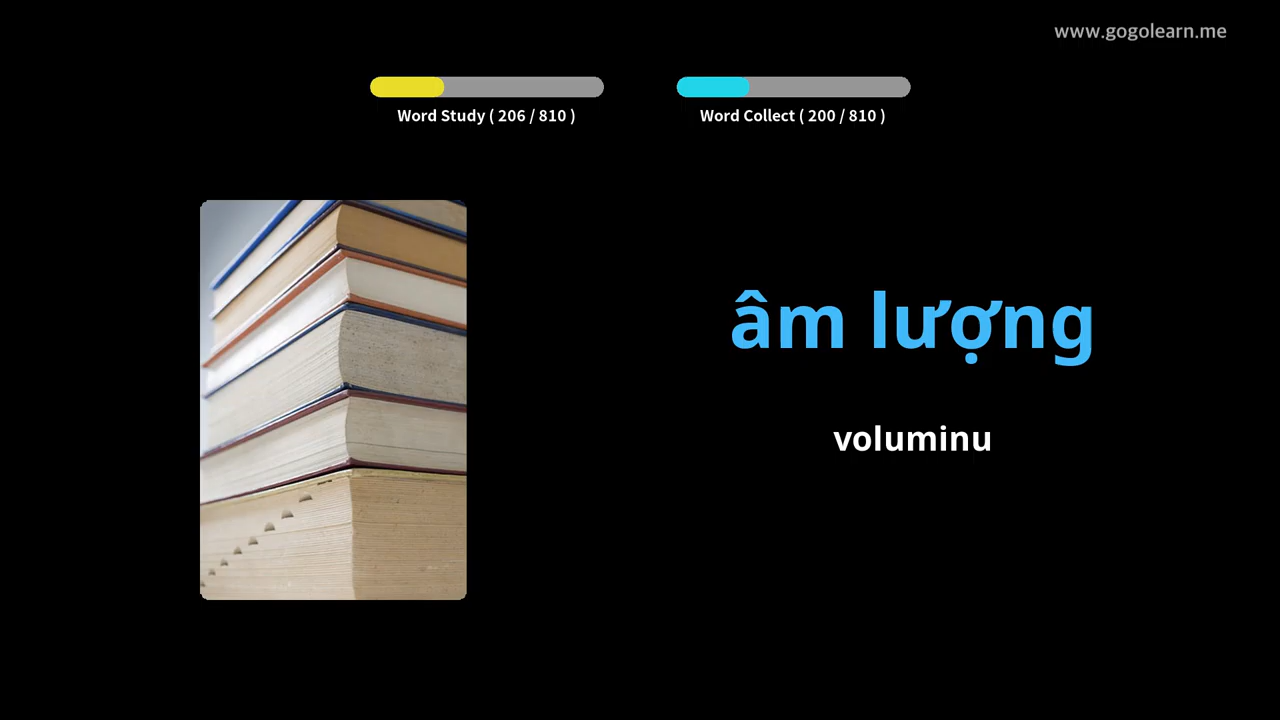 www.gogolearn.me
Word Study ( 206 / 810 )
Word Collect ( 200 / 810 )
âm lượng
voluminu